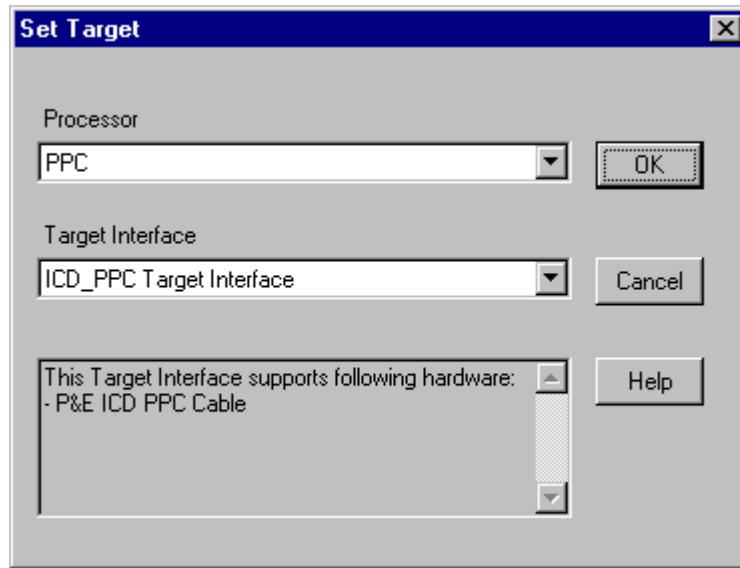 Set Target
Processor
PPC
OK
Target Interface
ICD_PPC Target Interface
Cancel
This Target Interface supports following hardware:
- P&E ICD PPC Cable
Help